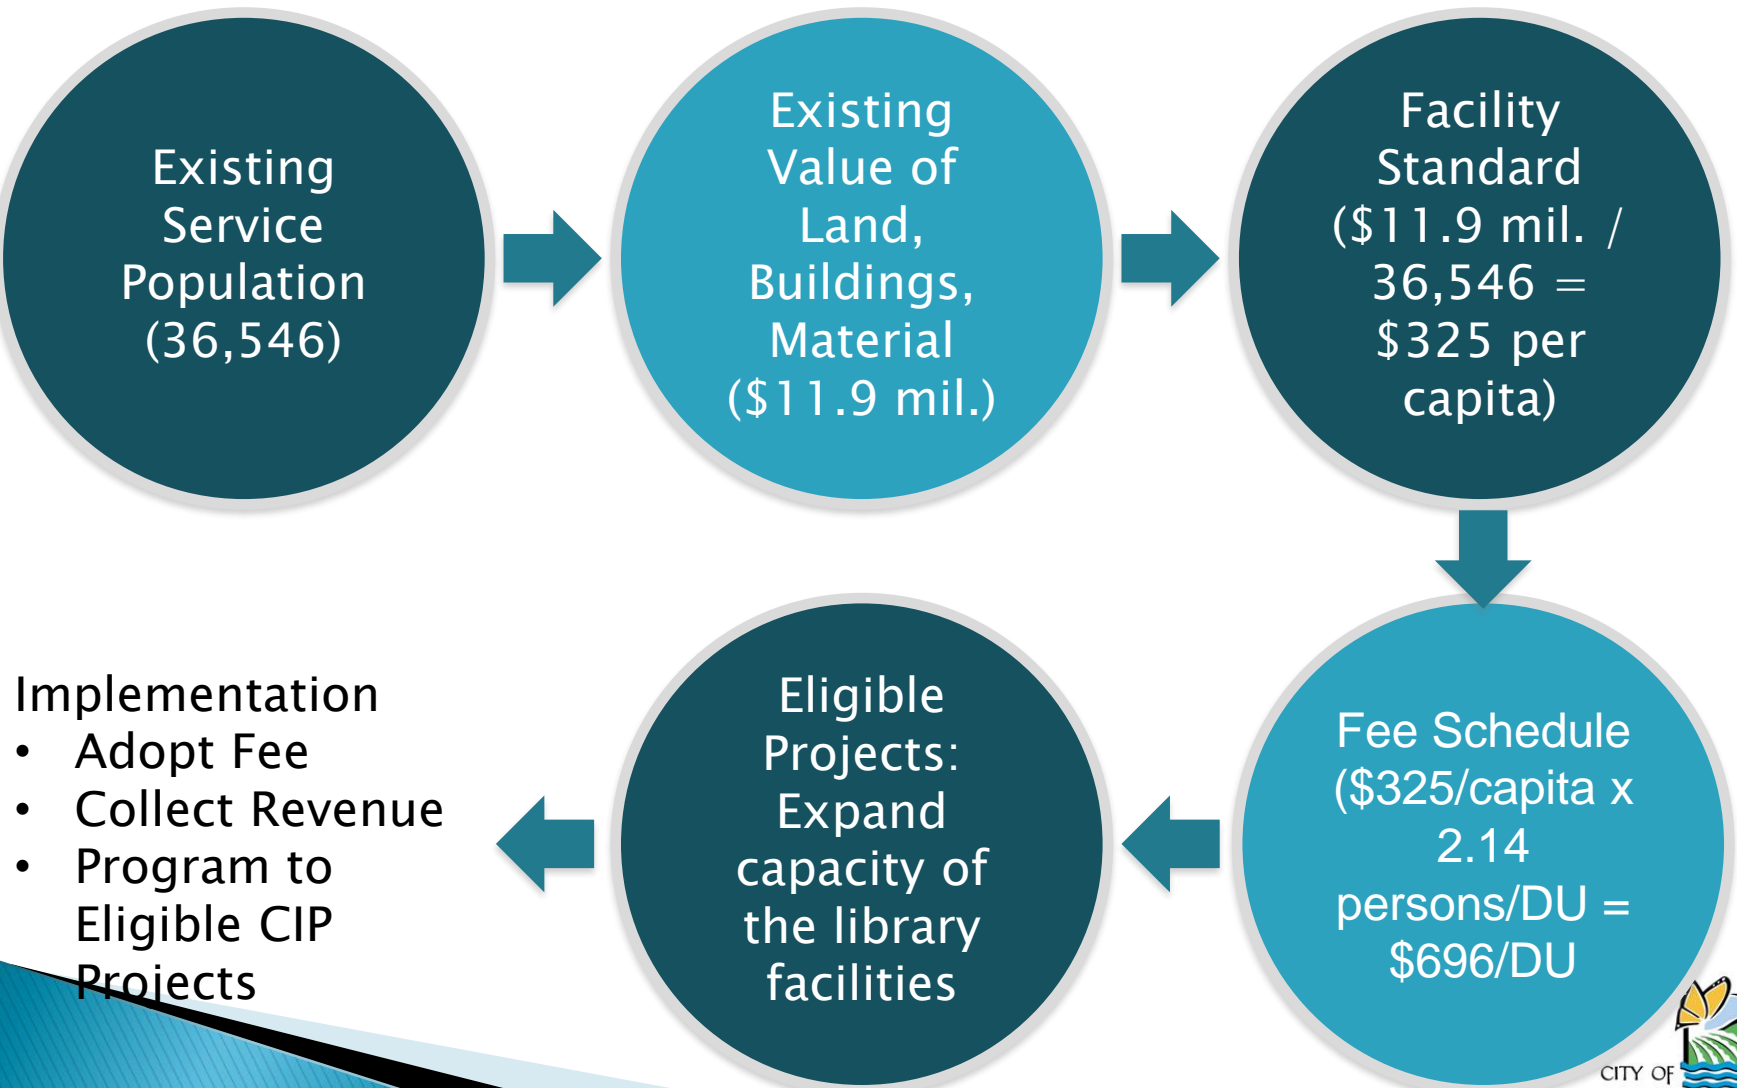 Existing
Service
Population
(36,546)
Existing
Value of
Land,
Buildings,
Material
($11.9 mil.)
Facility
Standard
($11.9 mil. /
36,546 =
$325 per
capita)
Fee Schedule
($325/capita x
2.14
persons/DU =
$696/DU
Eligible
Projects:
Expand
capacity of
the library
facilities
Implementation
• Adopt Fee
• Collect Revenue
• Program to
Eligible CIP
Projects
CITY OF